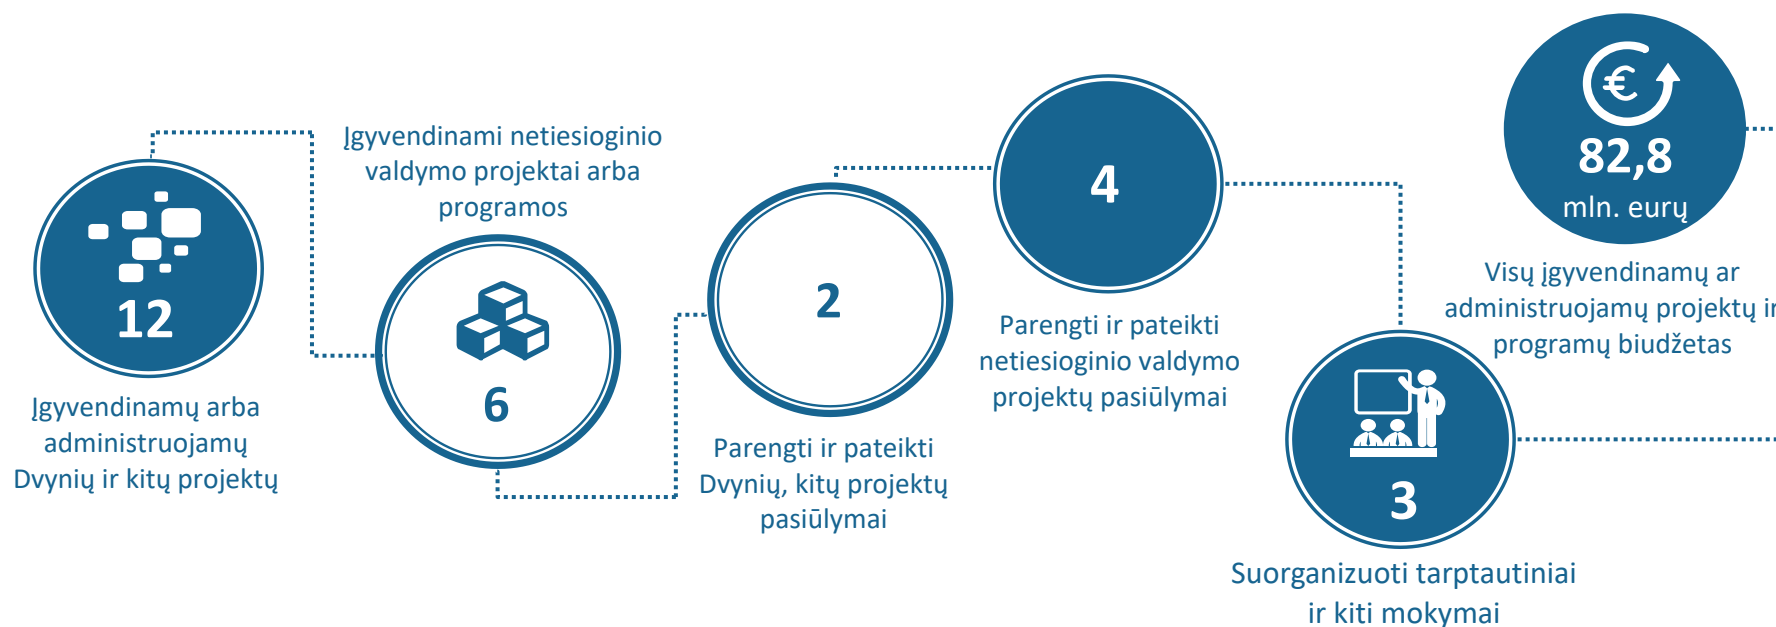 12
Įgyvendinamų arba
administruojamų
Dvynių ir kitų projektų
Įgyvendinami netiesioginio
valdymo projektai arba
programos
6
2
Parengti ir pateikti
Dvynių, kitų projektų
pasiūlymai
4
Parengti ir pateikti
netiesioginio valdymo
projektų pasiūlymai
3
Suorganizuoti tarptautiniai
ir kiti mokymai
€
82,8
mln. eurų
Visų įgyvendinamų ar
administruojamų projektų ir
programų biudžetas